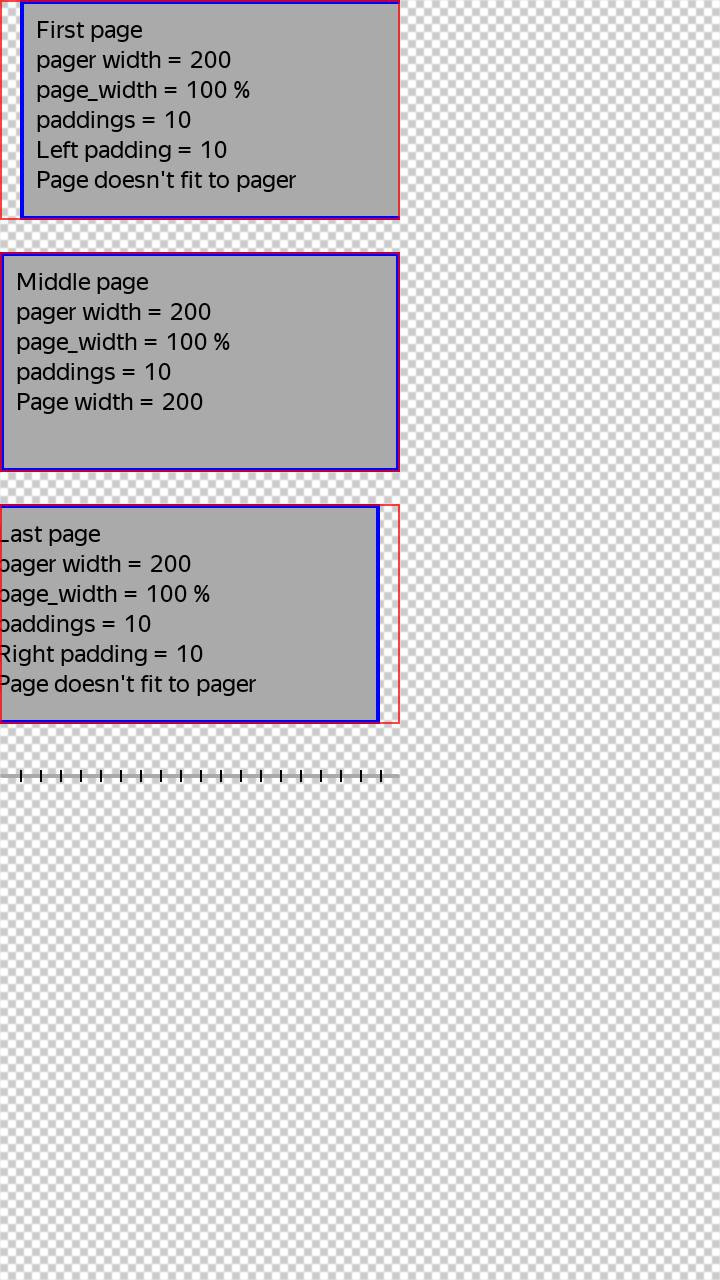 First page
pager width = 200
page_width = 100 %
paddings = 10
Left padding = 10
Page doesn't fit to pager
Middle page
pager width = 200
page_width = 100 %
paddings = 10
Page width = 200
Last page
pager width = 200
page_width = 100 %
paddings = 10
Right padding = 10
Page doesn't fit to pager